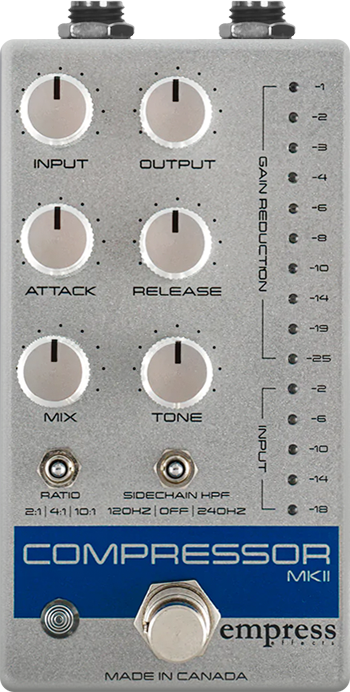 INPUT OUTPUT
ATTACK RELEASE
MIX TONE
RATIO SIDECHAIN HPF
2:1 | 4:1 | 10:1 120HZ | OFF | 240HZ
GAIN REDUCTION
-1
-2
-3
-4
-6
-8
-10
-14
-19
-25
INPUT
-2
-6
-10
-14
-18
COMPRESSOR
MKII
empress
effects
MADE IN CANADA